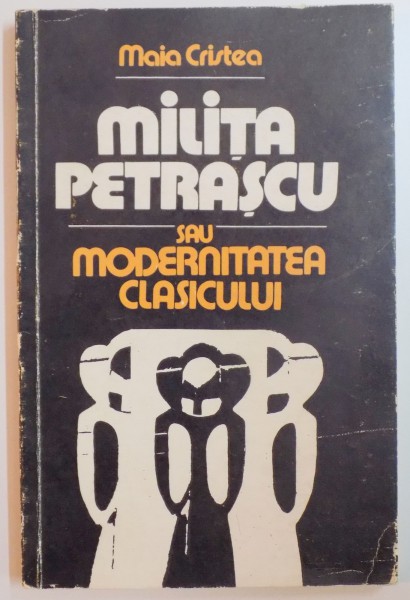 Maia Cristea
MILIȚA
PETRAȘCU
SAU
MODERNITATEA
CLASICULUI